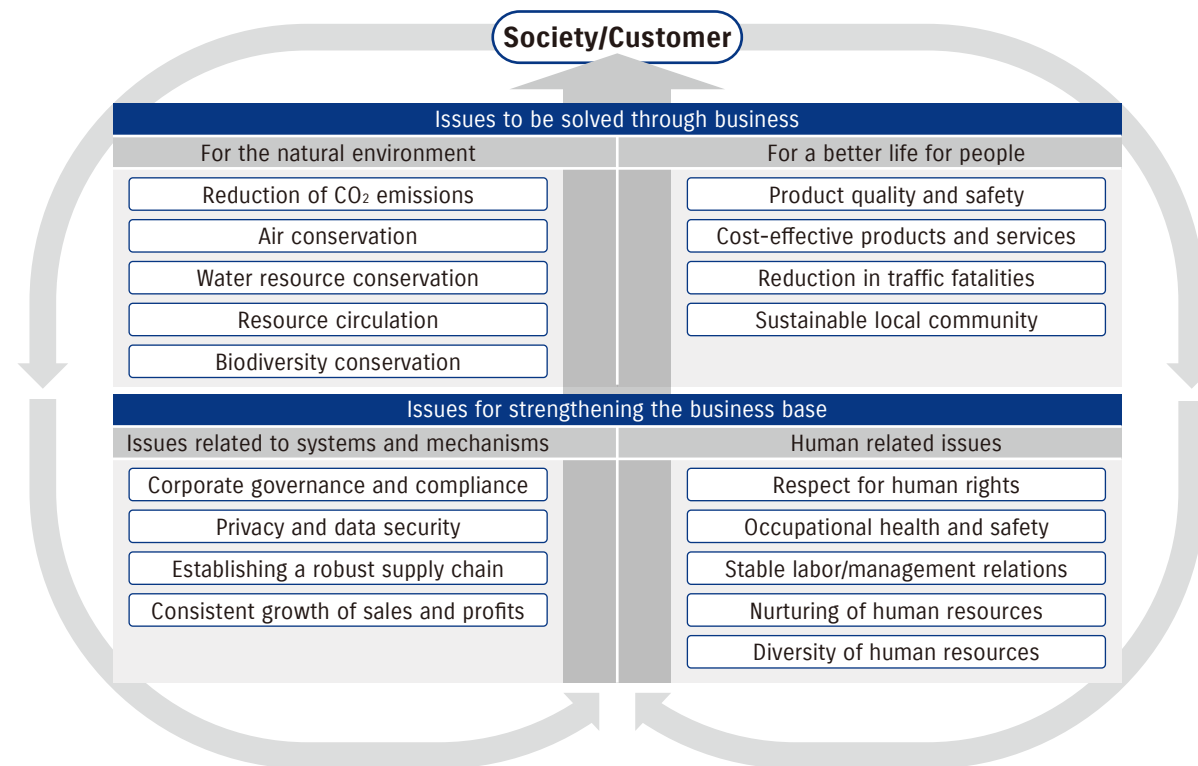 Society/Customer
Issues to be solved through business
For the natural environment
Reduction of CO₂ emissions
Air conservation
Water resource conservation
Resource circulation
Biodiversity conservation
For a better life for people
Product quality and safety
Cost-effective products and services
Reduction in traffic fatalities
Sustainable local community
Issues for strengthening the business base
Issues related to systems and mechanisms
Corporate governance and compliance
Privacy and data security
Establishing a robust supply chain
Consistent growth of sales and profits
Human related issues
Respect for human rights
Occupational health and safety
Stable labor/management relations
Nurturing of human resources
Diversity of human resources